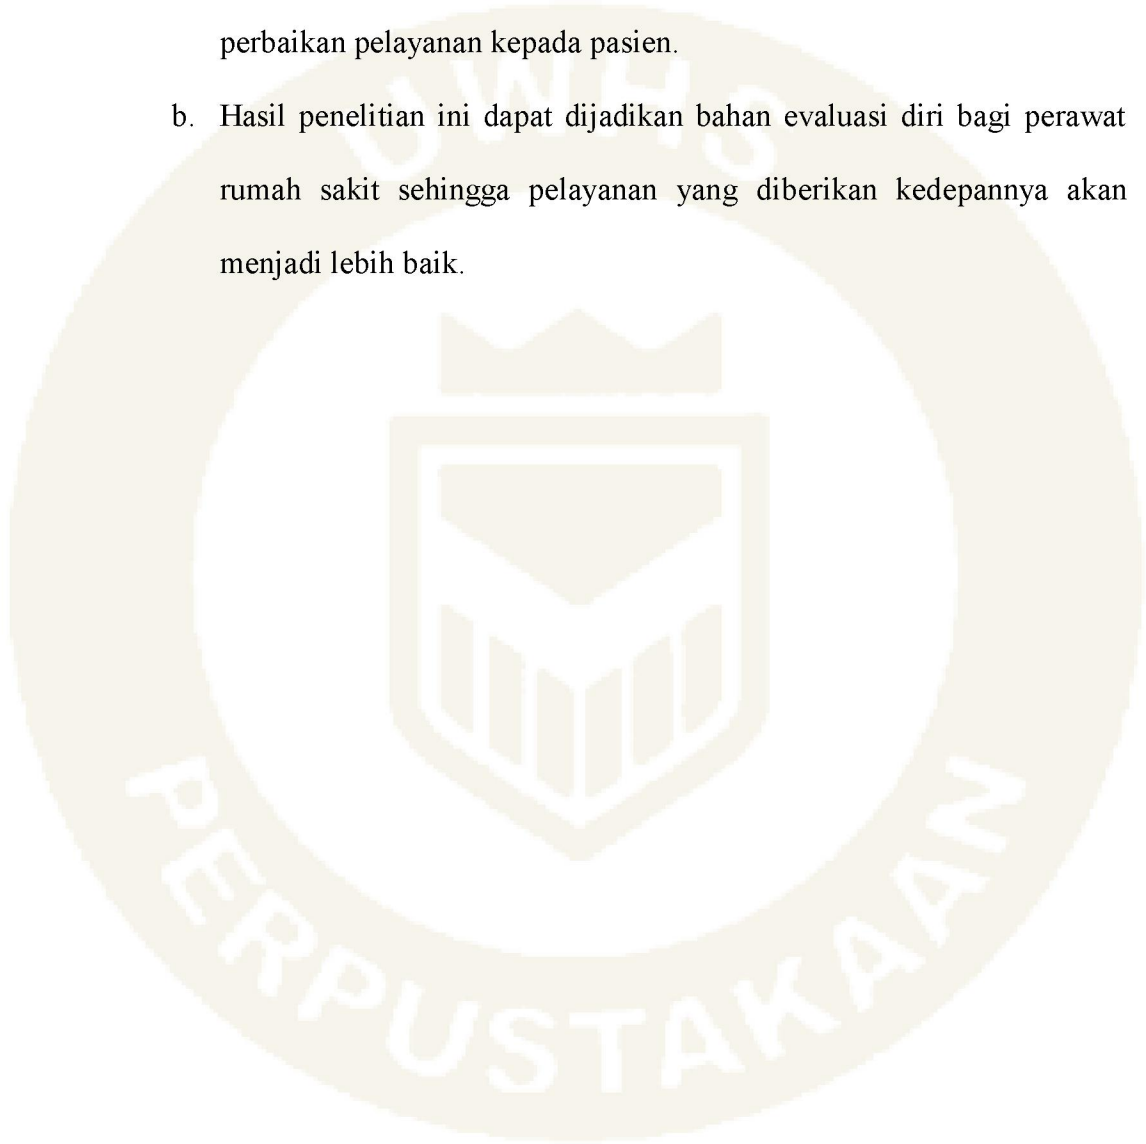 perbaikan pelayanan kepada pasien.
b. Hasil penelitian ini dapat dijadikan bahan evaluasi diri bagi perawat
rumah sakit sehingga pelayanan yang diberikan kedepannya akan
menjadi lebih baik.
UWHS
PERPUSTAKAAN